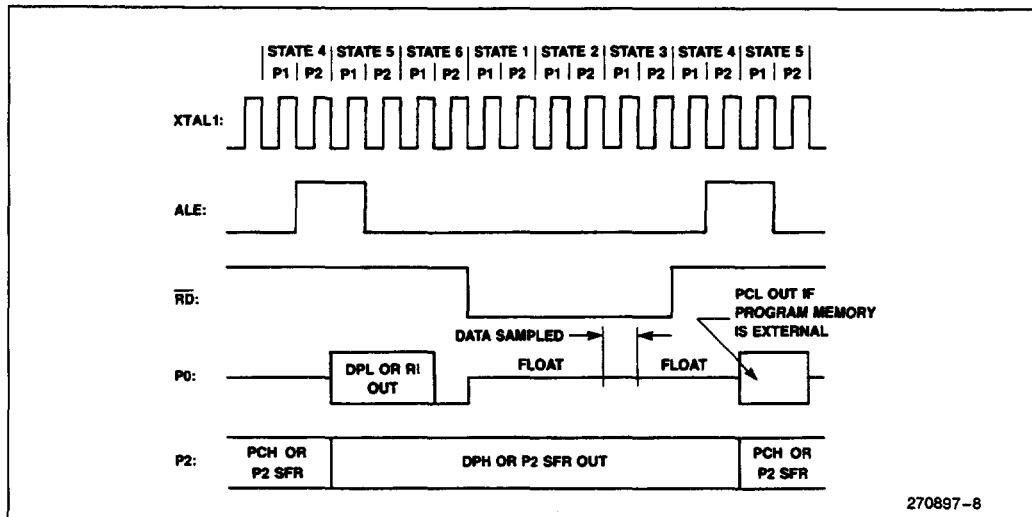 STATE 4 | STATE 5 | STATE 6 | STATE 1 | STATE 2 | STATE 3 | STATE 4 | STATE 5
P1 | P2 | P1 | P2 | P1 | P2 | P1 | P2 | P1 | P2 | P1 | P2 | P1 | P2 | P1 | P2
XTAL1:
ALE:
RD:
PCL OUT IF
PROGRAM MEMORY
IS EXTERNAL
DATA SAMPLED
P0:
DPL OR RI
OUT
FLOAT
FLOAT
P2:
PCH OR
P2 SFR
DPH OR P2 SFR OUT
PCH OR
P2 SFR
270897-8